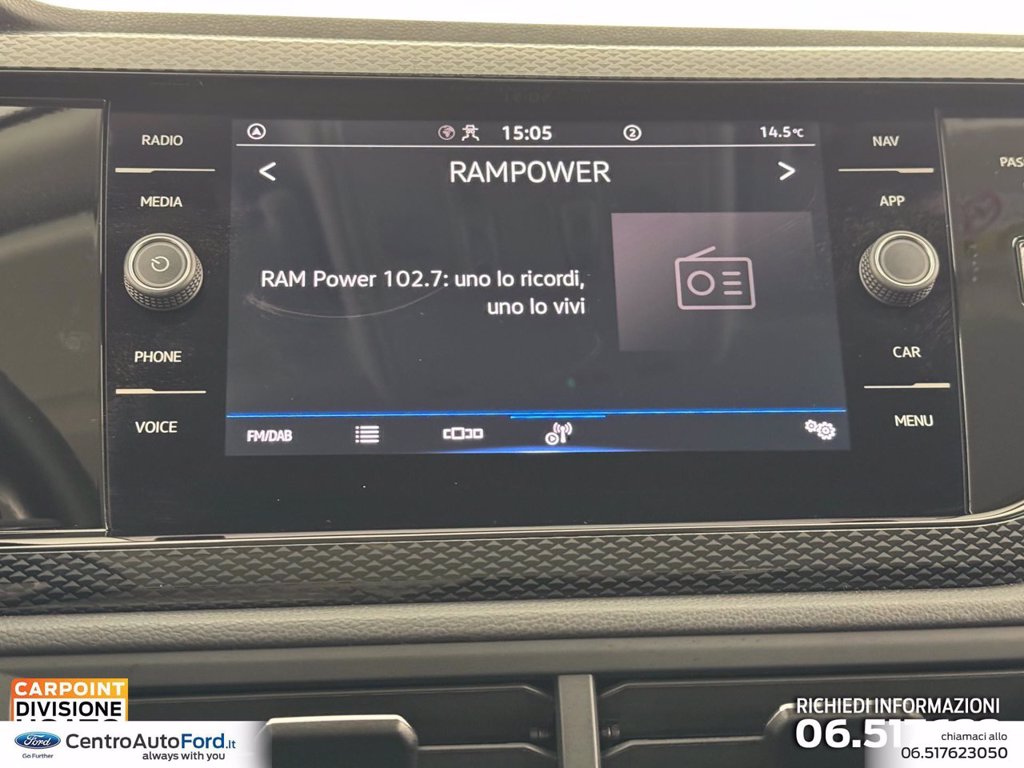 RADIO
MEDIA
PHONE
VOICE
15:05
2
14.5°C
RAMPOWER
RAM Power 102.7: uno lo ricordi,
uno lo vivi
FM/DAB
NAV
APP
CAR
MENU
CARPOINT
DIVISIONE
Ford
Go Further
CentroAutoFord.it
always with you
RICHIEDI INFORMAZIONI
chiamaci allo
06.517623050